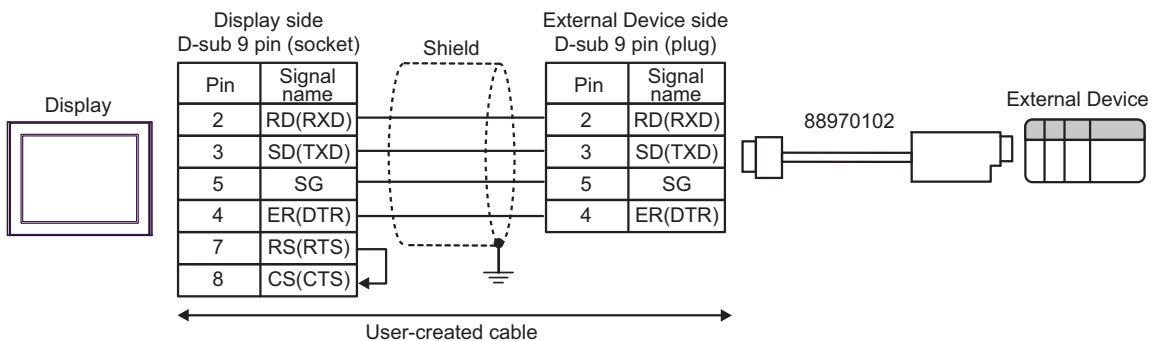 Display side
D-sub 9 pin (socket)
Shield
External Device side
D-sub 9 pin (plug)
Display
Pin Signal name
2 RD(RXD)
3 SD(TXD)
5 SG
4 ER(DTR)
7 RS(RTS)
8 CS(CTS)
Pin Signal name
2 RD(RXD)
3 SD(TXD)
5 SG
4 ER(DTR)
88970102
External Device
User-created cable